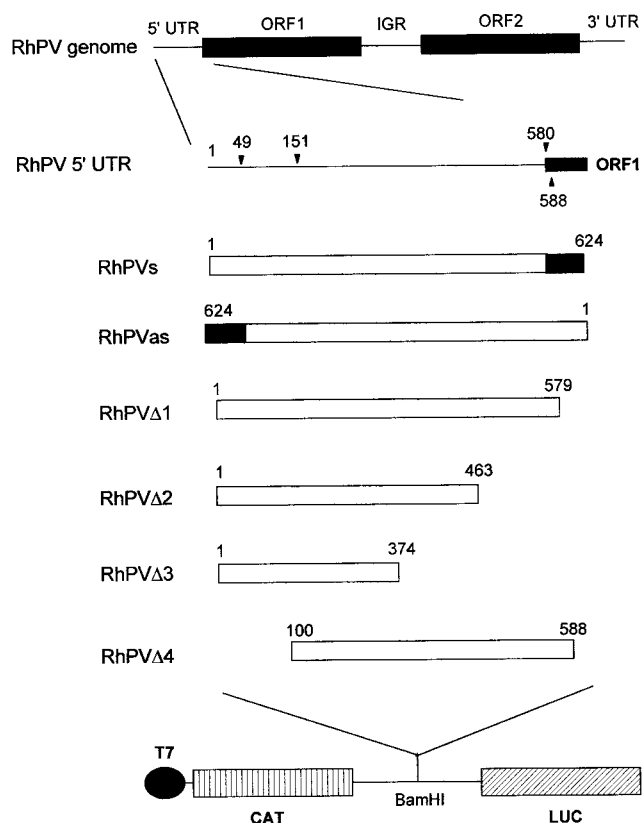 5' UTR ORF1 IGR ORF2 3' UTR
RhPV genome
1 49 151 580
RhPV 5' UTR ORF1
588
1 624
RhPVs
624 1
RhPVas
1 579
RhPVΔ1
1 463
RhPVΔ2
1 374
RhPVΔ3
100 588
RhPVΔ4
T7
BamHI
CAT LUC